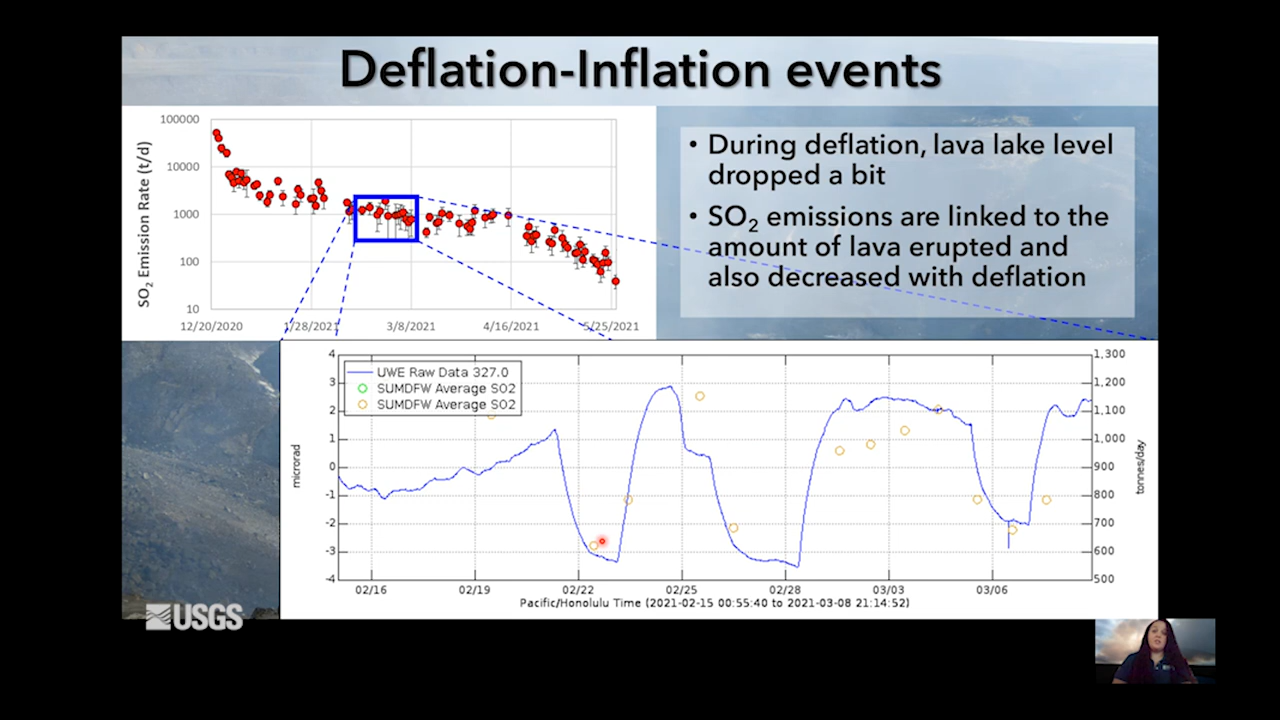 Deflation-Inflation events
SO2 Emission Rate (t/d)
100000
10000
1000
100
10
12/20/2020 1/28/2021 3/8/2021 4/16/2021 5/25/2021
• During deflation, lava lake level
dropped a bit
• SO2 emissions are linked to the
amount of lava erupted and
also decreased with deflation
UWE Raw Data 327.0
SUMDFW Average SO2
SUMDFW Average SO2
microrad
4
3
2
1
0
-1
-2
-3
-4
1,300
1,200
1,100
1,000
900
800
700
600
500
tonnes/day
02/16 02/19 02/22 02/25 02/28 03/03 03/06
Pacific/Honolulu Time (2021-02-15 00:55:40 to 2021-03-08 21:14:52)
USGS